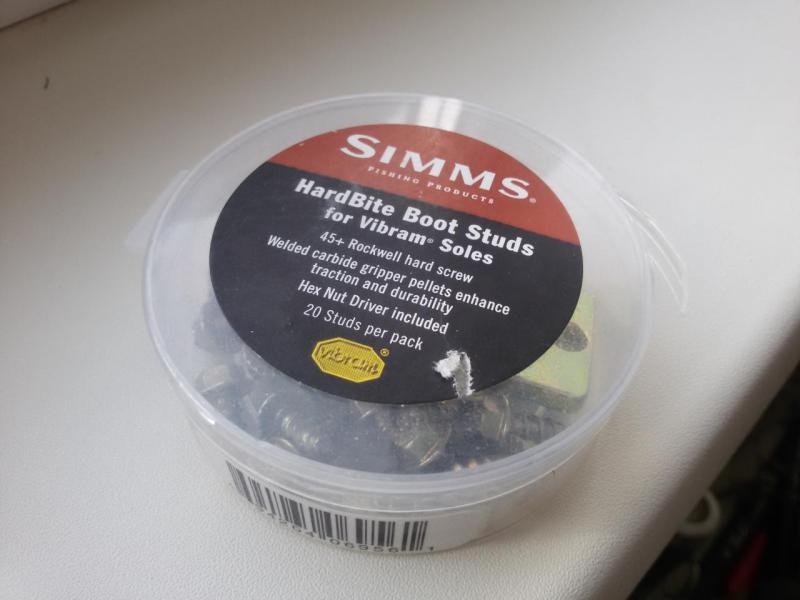 SIMMS®
FISHING PRODUCTS
HardBite Boot Studs
for Vibram® Soles
45+ Rockwell hard screw
Welded carbide gripper pellets enhance
traction and durability
Hex Nut Driver included
20 Studs per pack
vibram®